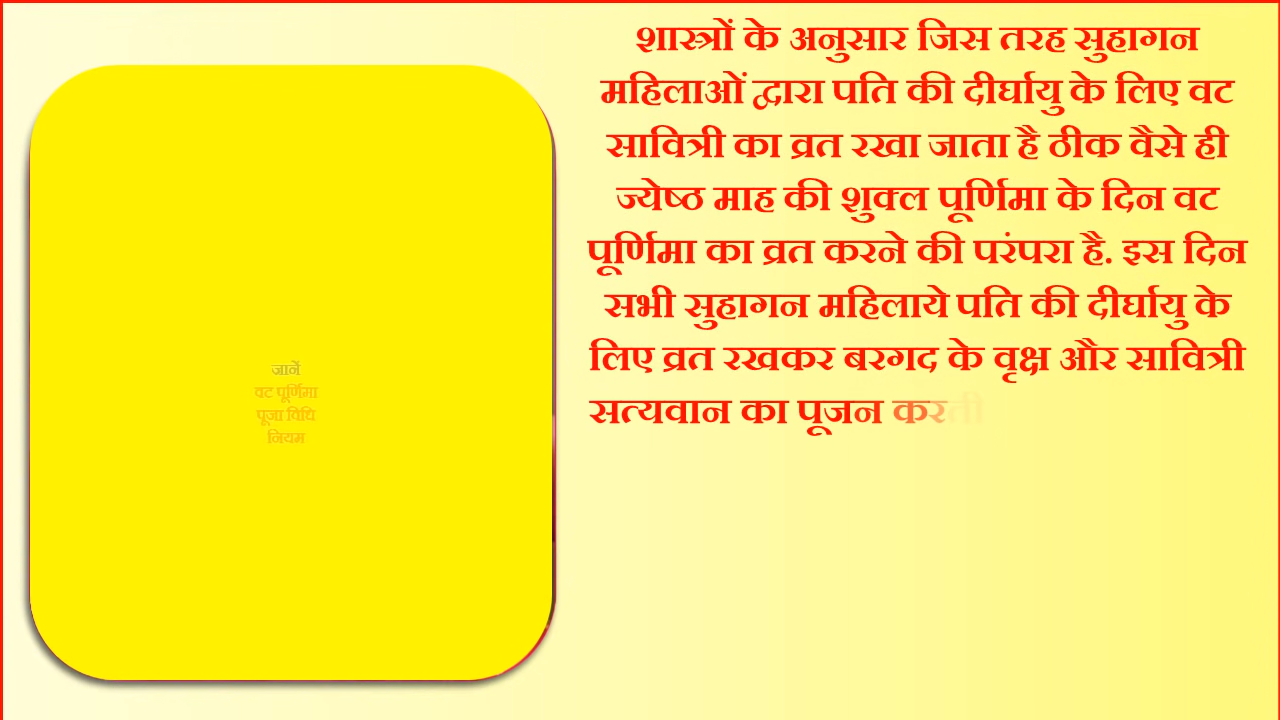 शास्त्रों के अनुसार जिस तरह सुहागन
महिलाओं द्वारा पति की दीर्घायु के लिए वट
सावित्री का व्रत रखा जाता है ठीक वैसे ही
ज्येष्ठ माह की शुक्ल पूर्णिमा के दिन वट
पूर्णिमा का व्रत करने की परंपरा है. इस दिन
सभी सुहागन महिलाये पति की दीर्घायु के
लिए व्रत रखकर बरगद के वृक्ष और सावित्री
सत्यवान का पूजन करती
जानें
वट पूर्णिमा
पूजा विधि
नियम